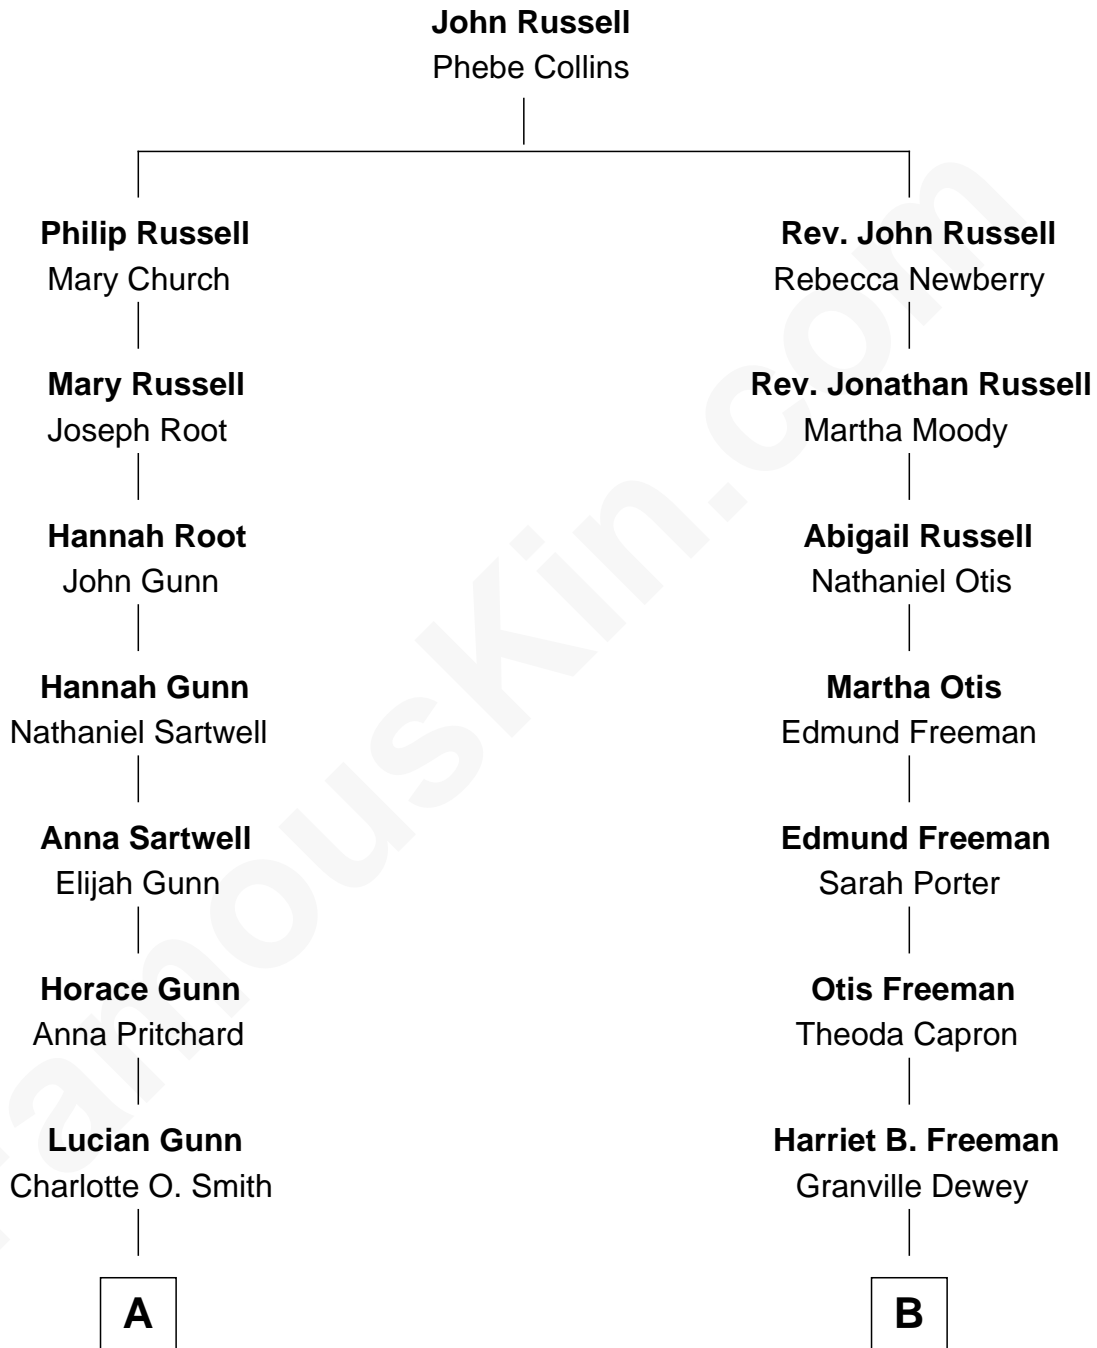 John Russell
Phebe Collins
Philip Russell
Mary Church
Rev. John Russell
Rebecca Newberry
Mary Russell
Joseph Root
Rev. Jonathan Russell
Martha Moody
Hannah Root
John Gunn
Abigail Russell
Nathaniel Otis
Hannah Gunn
Nathaniel Sartwell
Martha Otis
Edmund Freeman
Anna Sartwell
Elijah Gunn
Edmund Freeman
Sarah Porter
Horace Gunn
Anna Pritchard
Otis Freeman
Theoda Capron
Lucian Gunn
Charlotte O. Smith
Harriet B. Freeman
Granville Dewey
A
B
FamousKin.com